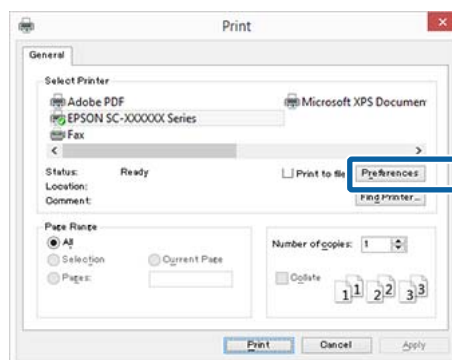 Print
General
Select Printer
Adobe PDF
Microsoft XPS Documen
EPSON SC-XXXXXX Series
Fax
Status: Ready
Print to file
Preferences
Location:
Comment:
Find Printer...
Page Range
All
Selection
Current Page
Pages:
Number of copies: 1
Collate
1 1 2 2 3 3
Print
Cancel
Apply